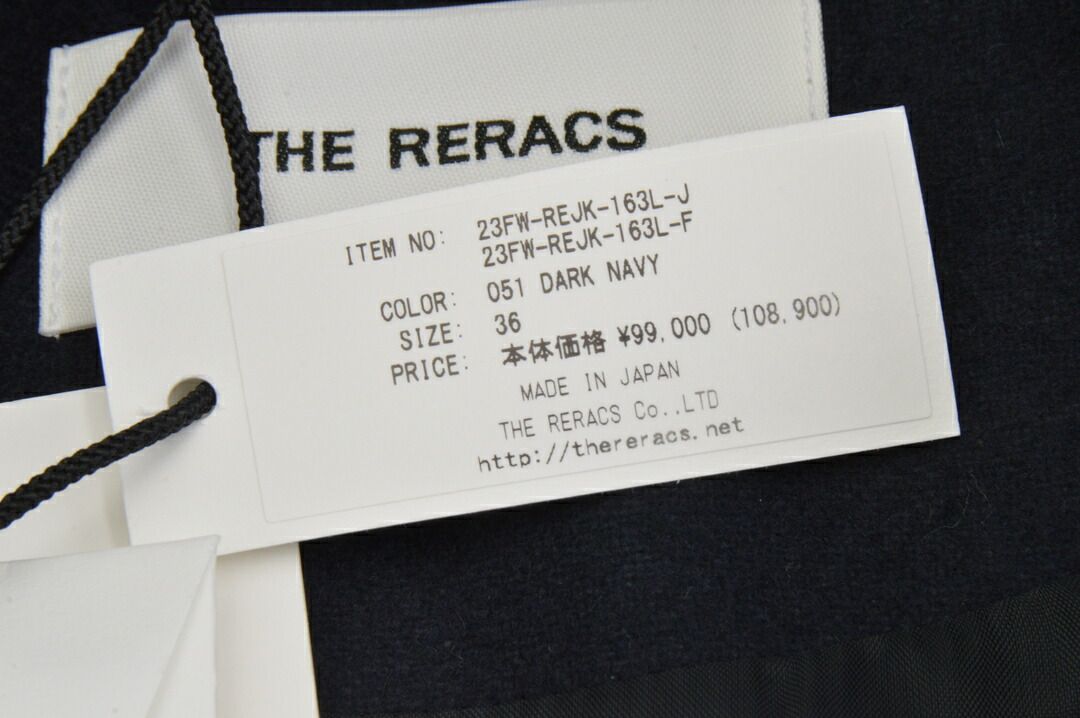 THE RERACS
ITEM NO: 23FW-REJK-163L-J
23FW-REJK-163L-F
COLOR: 051 DARK NAVY
SIZE: 36
PRICE: 本体価格 ¥99,000 (108,900)
MADE IN JAPAN
THE RERACS Co.,LTD
http://thereracs.net